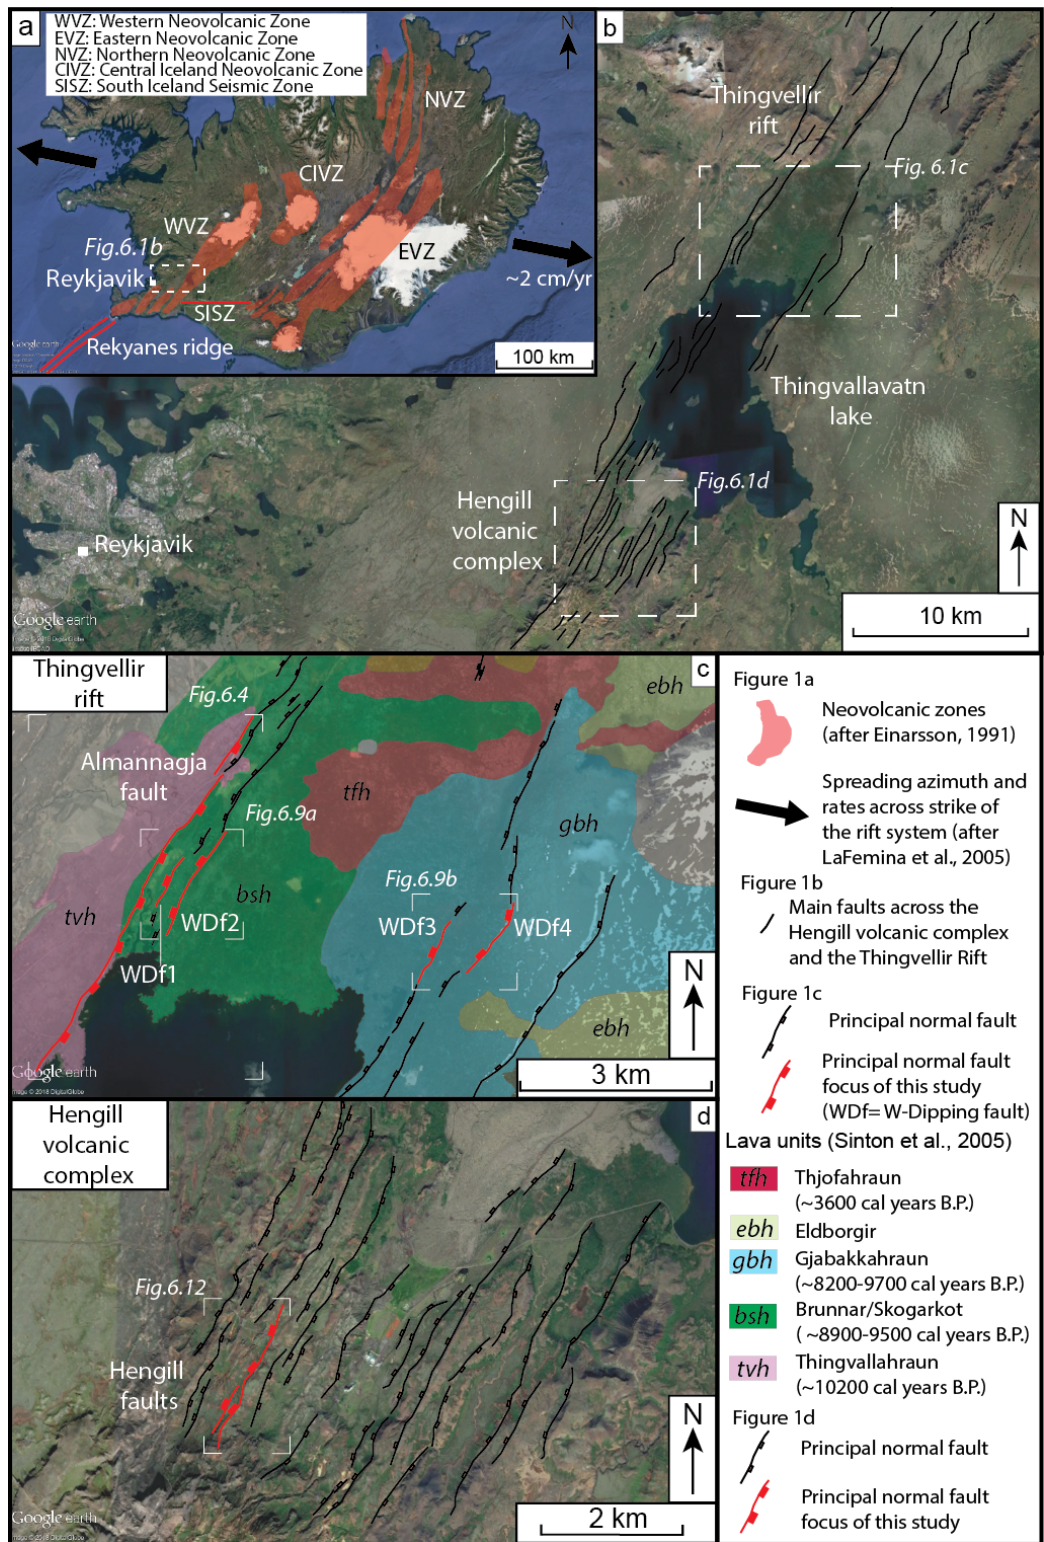 a
WVZ: Western Neovolcanic Zone
EVZ: Eastern Neovolcanic Zone
NVZ: Northern Neovolcanic Zone
CIVZ: Central Iceland Neovolcanic Zone
SISZ: South Iceland Seismic Zone
N
NVZ
CIVZ
WVZ
Fig.6.1b
Reykjavik
EVZ
~2 cm/yr
SISZ
Rekyanes ridge
Google earth
100 km
b
Thingvellir
rift
Fig. 6.1c
Thingvallavatn
lake
Fig.6.1d
Hengill
volcanic
complex
Reykjavik
N
Google earth
10 km
Thingvellir
rift
c
Fig.6.4
Almannagja
fault
Fig.6.9a
ebh
tfh
gbh
bsh
Fig.6.9b
tvh
WDf2
WDf3
WDf4
WDf1
ebh
N
Google earth
Image © 2018 DigitalGlobe
3 km
Hengill
volcanic
complex
d
Fig.6.12
Hengill
faults
N
Google earth
2 km
Figure 1a
Neovolcanic zones
(after Einarsson, 1991)
Spreading azimuth and
rates across strike of
the rift system (after
LaFemina et al., 2005)
Figure 1b
Main faults across the
Hengill volcanic complex
and the Thingvellir Rift
Figure 1c
Principal normal fault
Principal normal fault
focus of this study
(WDf= W-Dipping fault)
Lava units (Sinton et al., 2005)
tfh Thjofahraun
(~3600 cal years B.P.)
ebh Eldborgir
gbh Gjabakkahraun
(~8200-9700 cal years B.P.)
bsh Brunnar/Skogarkot
( ~8900-9500 cal years B.P.)
tvh Thingvallahraun
(~10200 cal years B.P.)
Figure 1d
Principal normal fault
Principal normal fault
focus of this study